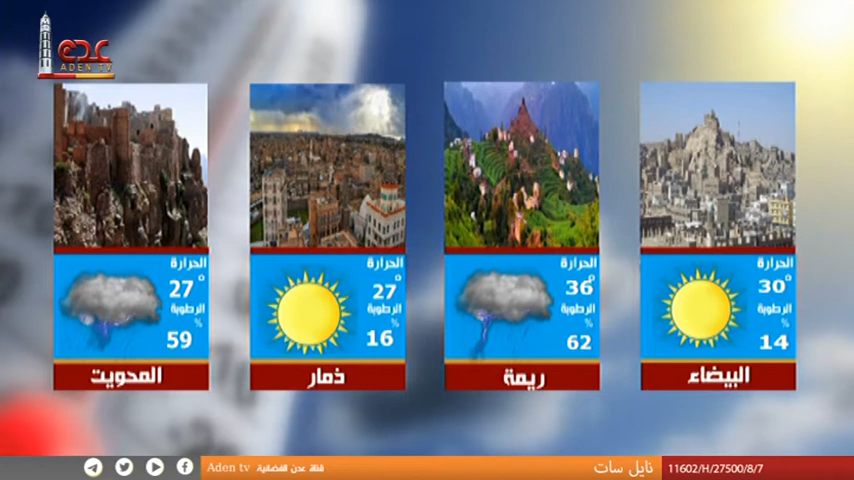 عدن
ADEN TV
الحرارة
30°
الرطوبة
%
14
البيضاء
الحرارة
36°
الرطوبة
%
62
ريمة
الحرارة
27°
الرطوبة
%
16
ذمار
الحرارة
27°
الرطوبة
%
59
المحويت
Aden tv قناة عدن الفضائية
نايل سات
11602/H/27500/8/7